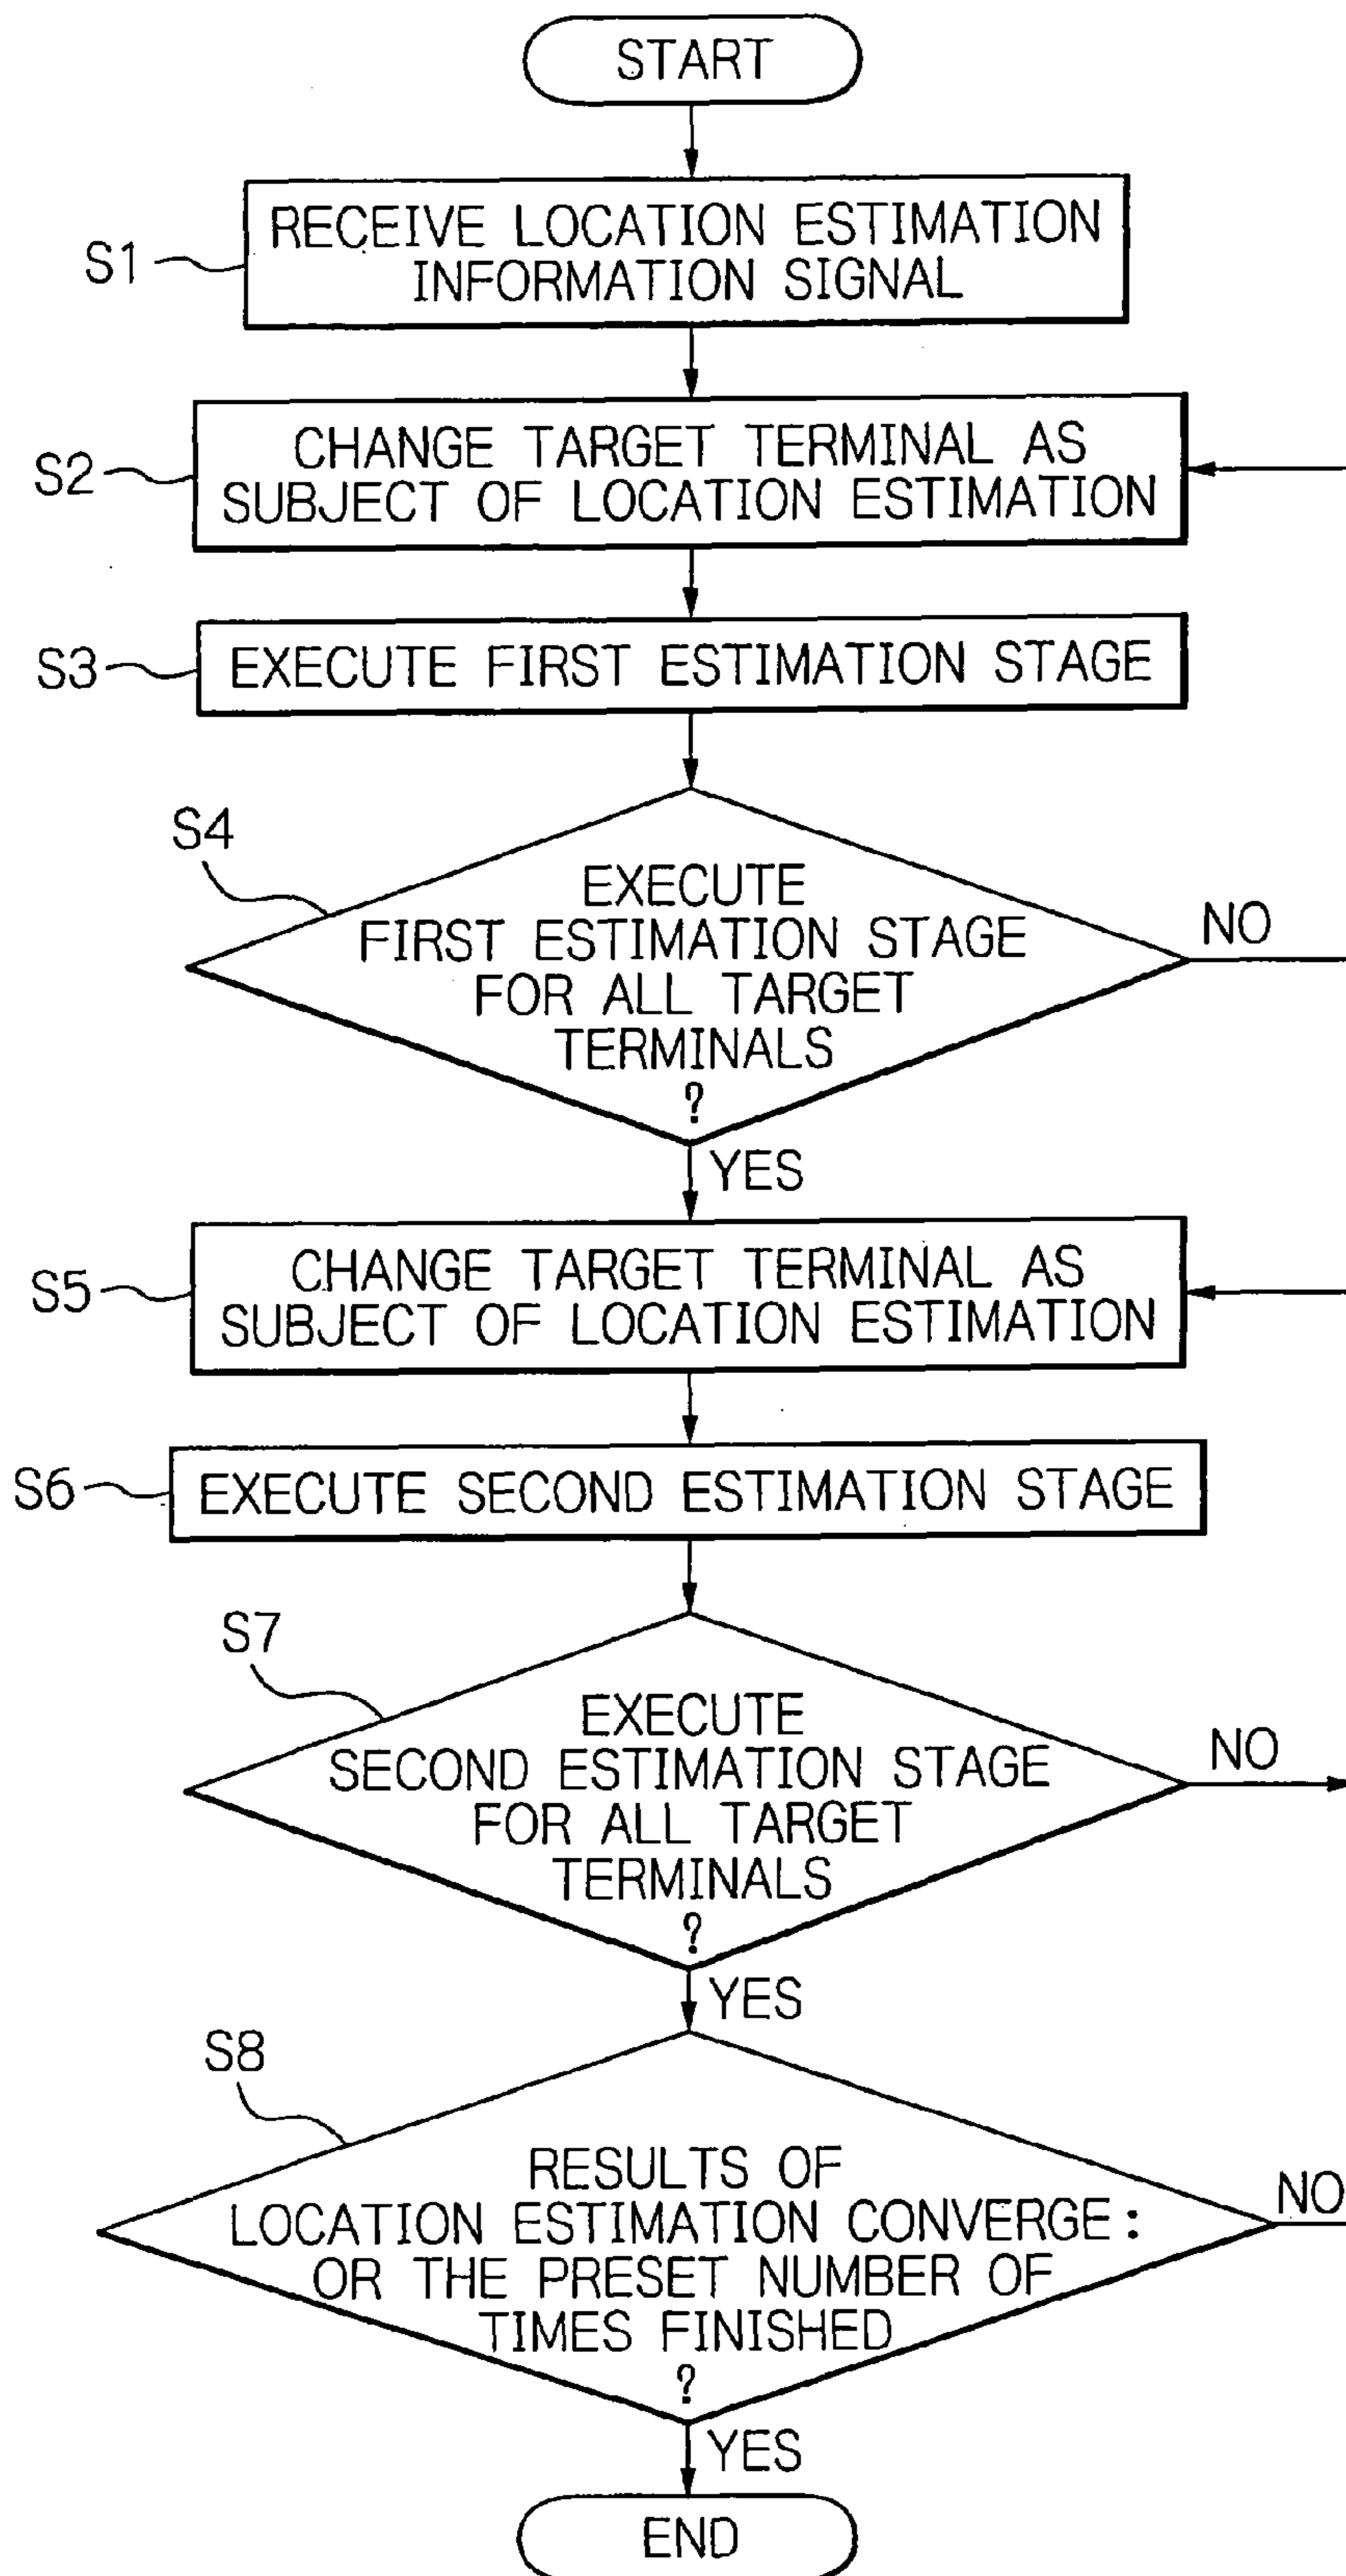 START
S1
RECEIVE LOCATION ESTIMATION
INFORMATION SIGNAL
S2
CHANGE TARGET TERMINAL AS
SUBJECT OF LOCATION ESTIMATION
S3
EXECUTE FIRST ESTIMATION STAGE
S4
EXECUTE
FIRST ESTIMATION STAGE
FOR ALL TARGET
TERMINALS
?
NO
YES
S5
CHANGE TARGET TERMINAL AS
SUBJECT OF LOCATION ESTIMATION
S6
EXECUTE SECOND ESTIMATION STAGE
S7
EXECUTE
SECOND ESTIMATION STAGE
FOR ALL TARGET
TERMINALS
?
NO
YES
S8
RESULTS OF
LOCATION ESTIMATION CONVERGE:
OR THE PRESET NUMBER OF
TIMES FINISHED
?
NO
YES
END